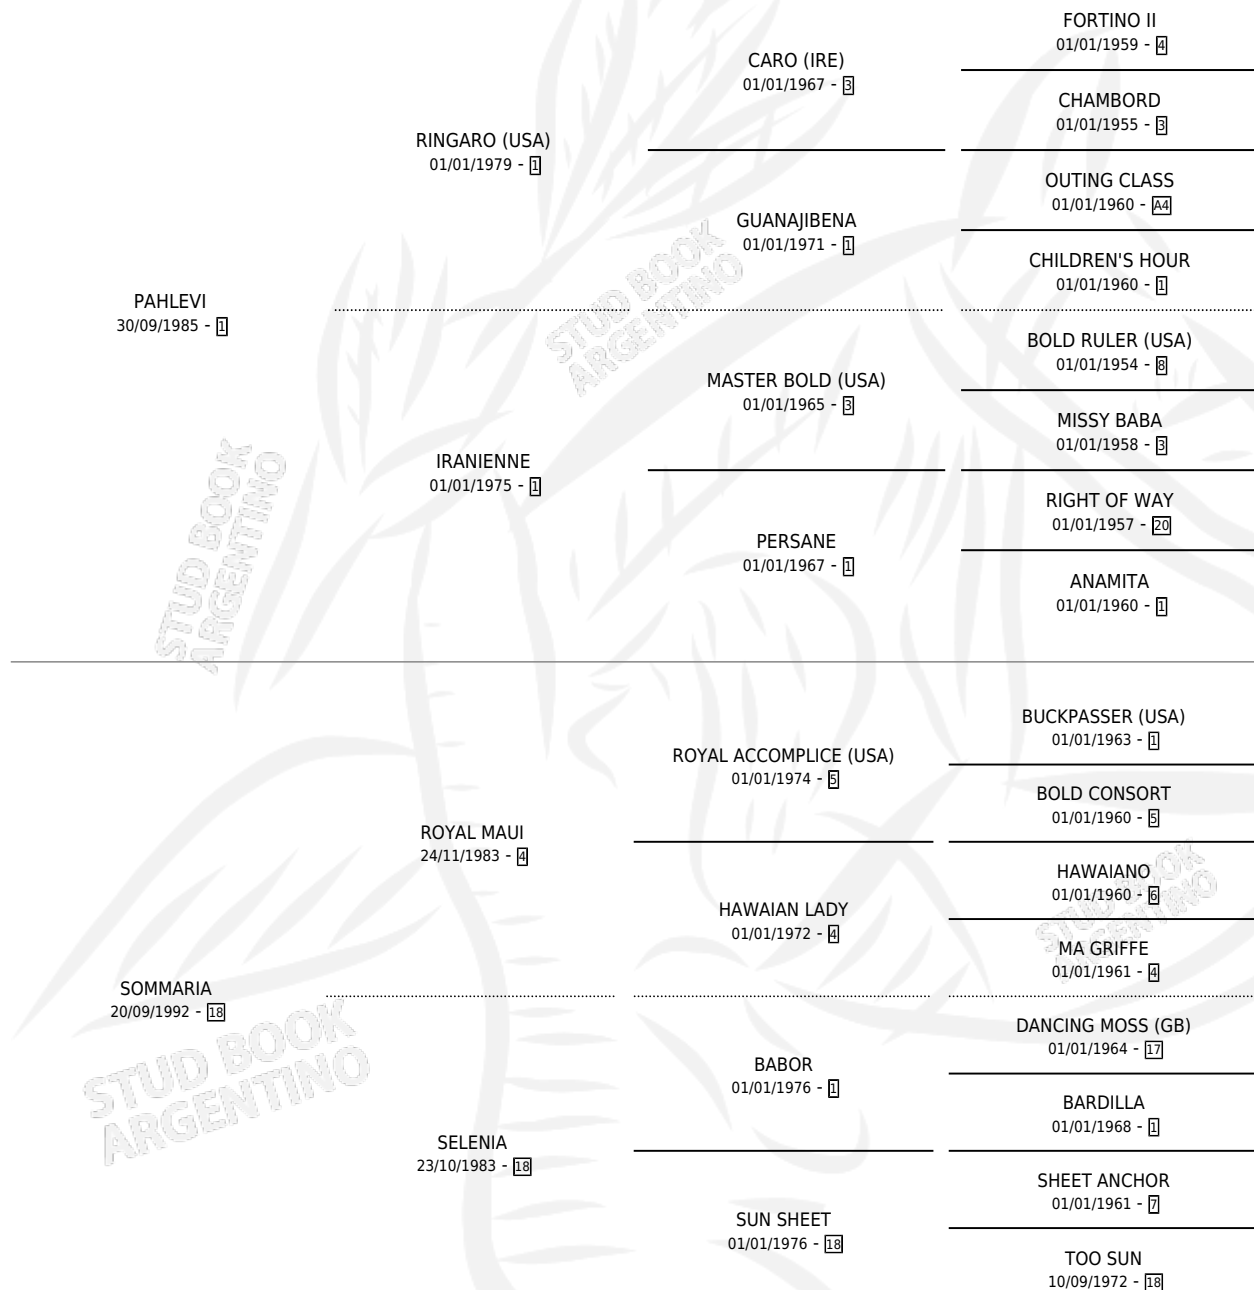 FORTINO II
01/01/1959 - 4
CARO (IRE)
01/01/1967 - 3
CHAMBORD
01/01/1955 - 3
RINGARO (USA)
01/01/1979 - 1
OUTING CLASS
01/01/1960 - A4
GUANAJIBENA
01/01/1971 - 1
CHILDREN'S HOUR
01/01/1960 - 1
PAHLEVI
30/09/1985 - 1
BOLD RULER (USA)
01/01/1954 - 8
MASTER BOLD (USA)
01/01/1965 - 3
MISSY BABA
01/01/1958 - 3
IRANIENNE
01/01/1975 - 1
RIGHT OF WAY
01/01/1957 - 20
PERSANE
01/01/1967 - 1
ANAMITA
01/01/1960 - 1
BUCKPASSER (USA)
01/01/1963 - 1
ROYAL ACCOMPLICE (USA)
01/01/1974 - 5
BOLD CONSORT
01/01/1960 - 5
ROYAL MAUI
24/11/1983 - 4
HAWAIANO
01/01/1960 - 6
HAWAIAN LADY
01/01/1972 - 4
MA GRIFFE
01/01/1961 - 4
SOMMARIA
20/09/1992 - 18
DANCING MOSS (GB)
01/01/1964 - 17
BABOR
01/01/1976 - 1
BARDILLA
01/01/1968 - 1
SELENIA
23/10/1983 - 18
SHEET ANCHOR
01/01/1961 - 7
SUN SHEET
01/01/1976 - 18
TOO SUN
10/09/1972 - 18
STUD BOOK
ARGENTINO
STUD BOOK
ARGENTINO
STUD BOOK
ARGENTINO
STUD BOOK
ARGENTINO